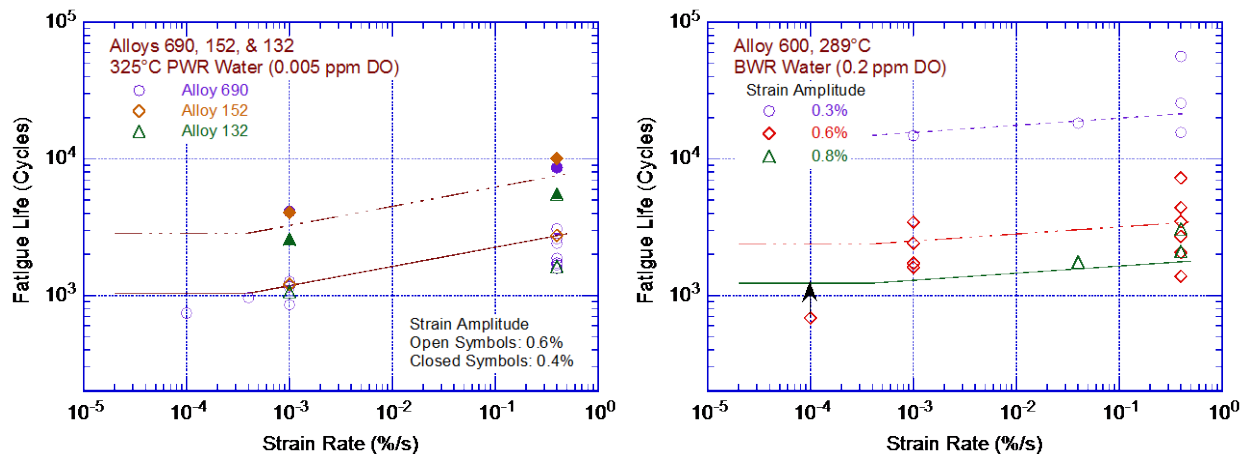 Alloys 690, 152, & 132
325°C PWR Water (0.005 ppm DO)
Alloy 690
Alloy 152
Alloy 132
Strain Amplitude
Open Symbols: 0.6%
Closed Symbols: 0.4%
Fatigue Life (Cycles)
10^5
10^4
10^3
10^-5
10^-4
10^-3
10^-2
10^-1
10^0
Strain Rate (%/s)
Alloy 600, 289°C
BWR Water (0.2 ppm DO)
Strain Amplitude
0.3%
0.6%
0.8%
Fatigue Life (Cycles)
10^5
10^4
10^3
10^-5
10^-4
10^-3
10^-2
10^-1
10^0
Strain Rate (%/s)